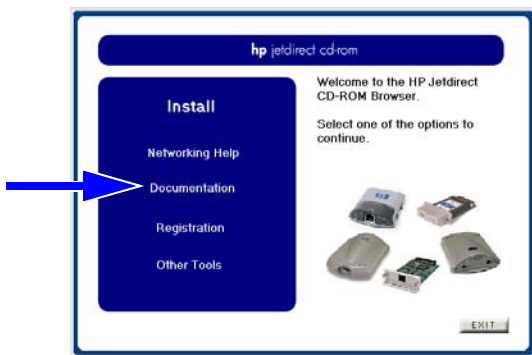 hp jetdirect cd-rom
Install
Networking Help
Documentation
Registration
Other Tools
Welcome to the HP Jetdirect
CD-ROM Browser.
Select one of the options to
continue.
EXIT